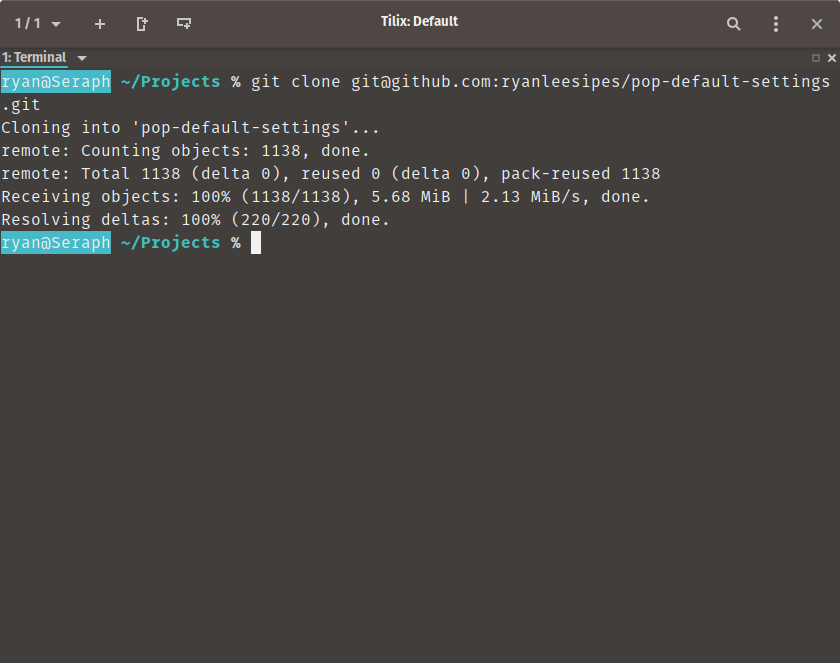 1 / 1
Tilix: Default
1: Terminal
ryan@Seraph ~/Projects % git clone git@github.com:ryanleesipes/pop-default-settings
.git
Cloning into 'pop-default-settings'...
remote: Counting objects: 1138, done.
remote: Total 1138 (delta 0), reused 0 (delta 0), pack-reused 1138
Receiving objects: 100% (1138/1138), 5.68 MiB | 2.13 MiB/s, done.
Resolving deltas: 100% (220/220), done.
ryan@Seraph ~/Projects %